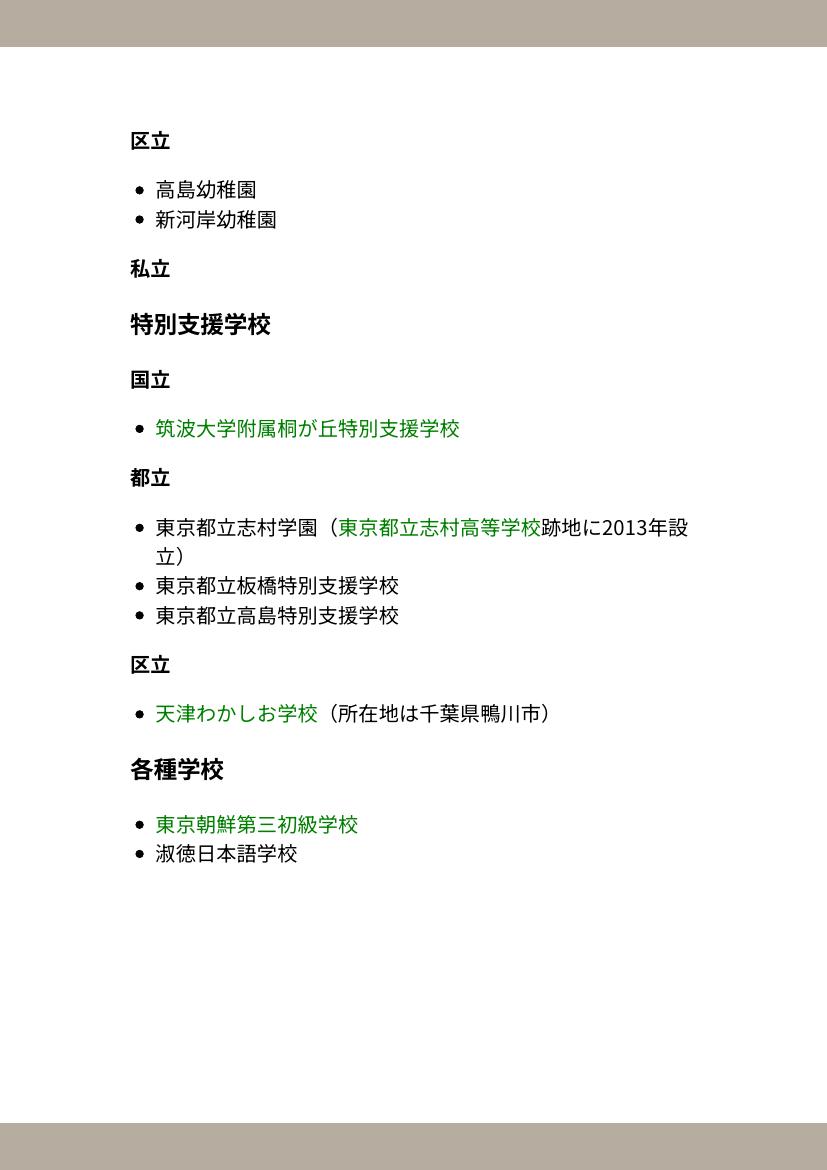 区立
高島幼稚園
新河岸幼稚園
私立
特別支援学校
国立
筑波大学附属桐が丘特別支援学校
都立
東京都立志村学園（東京都立志村高等学校跡地に2013年設
立）
東京都立板橋特別支援学校
東京都立高島特別支援学校
区立
天津わかしお学校（所在地は千葉県鴨川市）
各種学校
東京朝鮮第三初級学校
淑徳日本語学校